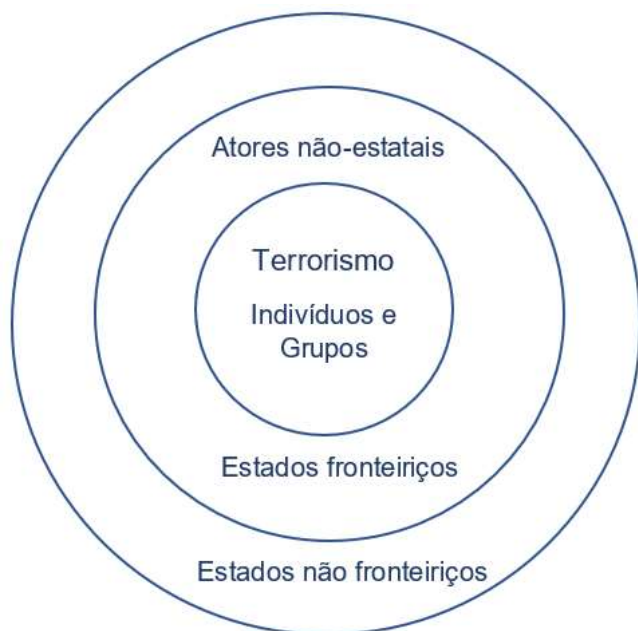 Atores não-estatais
Terrorismo
Indivíduos e
Grupos
Estados fronteiriços
Estados não fronteiriços